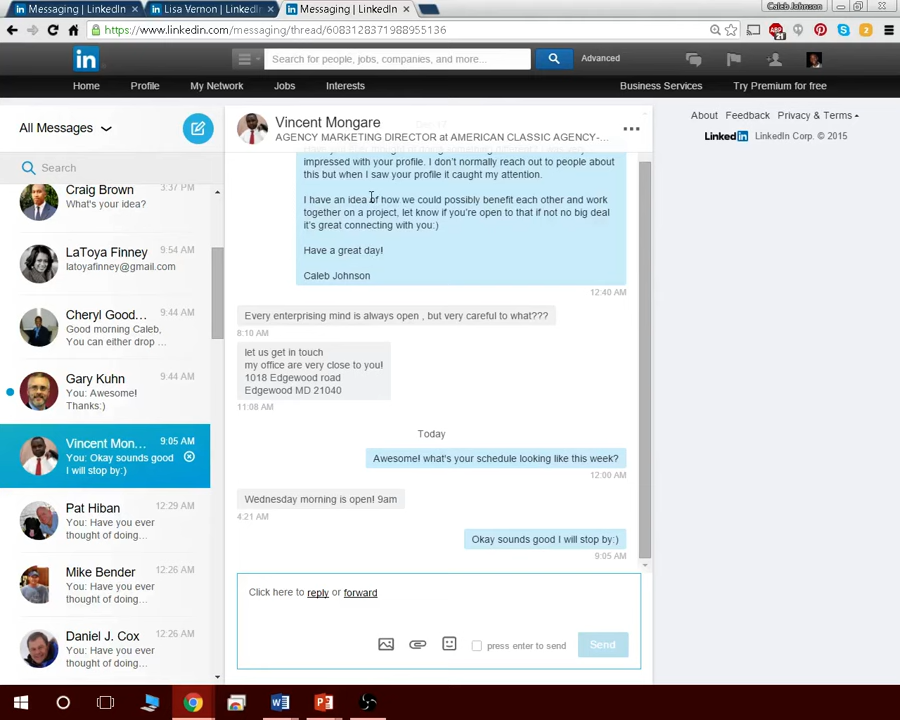 Messaging | LinkedIn
Lisa Vernon | LinkedIn
Messaging | LinkedIn
Caleb Johnson
https://www.linkedin.com/messaging/thread/6083128371988955136
in
Search for people, jobs, companies, and more...
Advanced
Home
Profile
My Network
Jobs
Interests
Business Services
Try Premium for free
All Messages
Search
Craig Brown
3:37 PM
What's your idea?
LaToya Finney
9:54 AM
latoyafinney@gmail.com
Cheryl Good...
9:44 AM
Good morning Caleb,
You can either drop ...
Gary Kuhn
9:44 AM
You: Awesome!
Thanks:)
Vincent Mon...
9:05 AM
You: Okay sounds good
I will stop by:)
Pat Hiban
12:29 AM
You: Have you ever
thought of doing...
Mike Bender
12:26 AM
You: Have you ever
thought of doing...
Daniel J. Cox
12:26 AM
You: Have you ever
thought of doing...
Vincent Mongare
AGENCY MARKETING DIRECTOR at AMERICAN CLASSIC AGENCY-...
impressed with your profile. I don't normally reach out to people about
this but when I saw your profile it caught my attention.
I have an idea of how we could possibly benefit each other and work
together on a project, let know if you're open to that if not no big deal
it's great connecting with you:)
Have a great day!
Caleb Johnson
12:40 AM
Every enterprising mind is always open , but very careful to what???
8:10 AM
let us get in touch
my office are very close to you!
1018 Edgewood road
Edgewood MD 21040
11:08 AM
Today
Awesome! what's your schedule looking like this week?
12:00 AM
Wednesday morning is open! 9am
4:21 AM
Okay sounds good I will stop by:)
9:05 AM
Click here to reply or forward
press enter to send
Send
About Feedback Privacy & Terms
LinkedIn LinkedIn Corp. © 2015